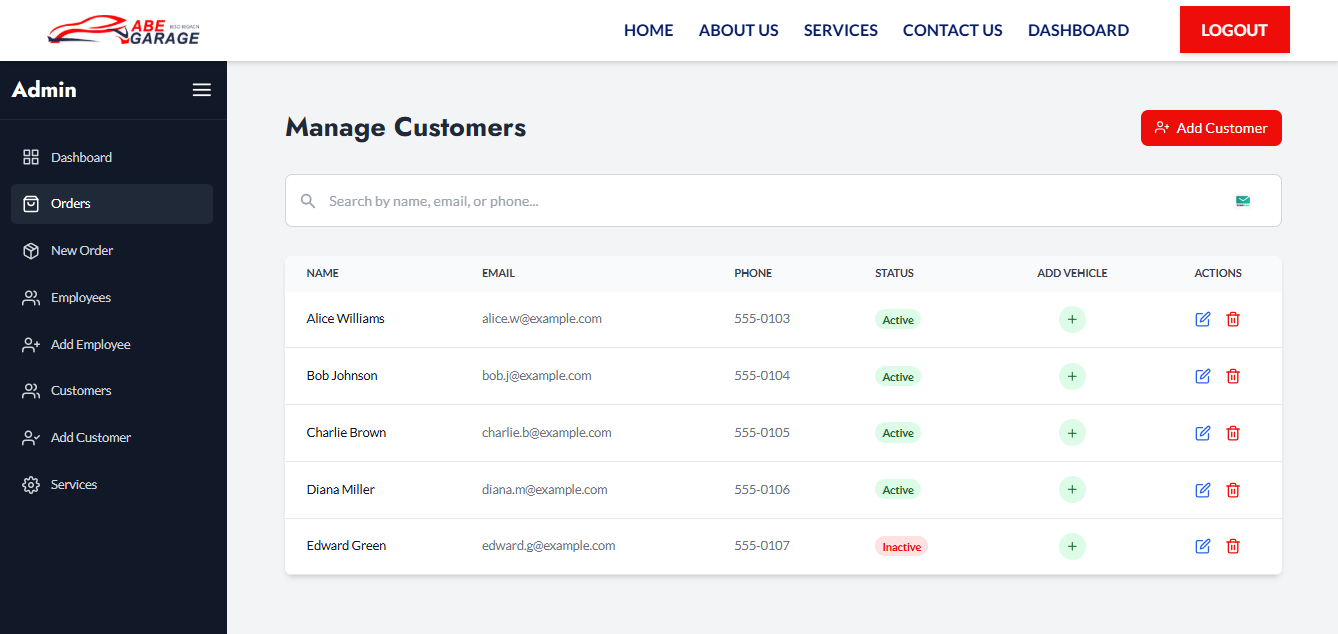 ABE
GARAGE
HOME ABOUT US SERVICES CONTACT US DASHBOARD LOGOUT
Admin
Dashboard
Orders
New Order
Employees
Add Employee
Customers
Add Customer
Services
Manage Customers
Add Customer
Search by name, email, or phone...
NAME EMAIL PHONE STATUS ADD VEHICLE ACTIONS
Alice Williams alice.w@example.com 555-0103 Active +
Bob Johnson bob.j@example.com 555-0104 Active +
Charlie Brown charlie.b@example.com 555-0105 Active +
Diana Miller diana.m@example.com 555-0106 Active +
Edward Green edward.g@example.com 555-0107 Inactive +